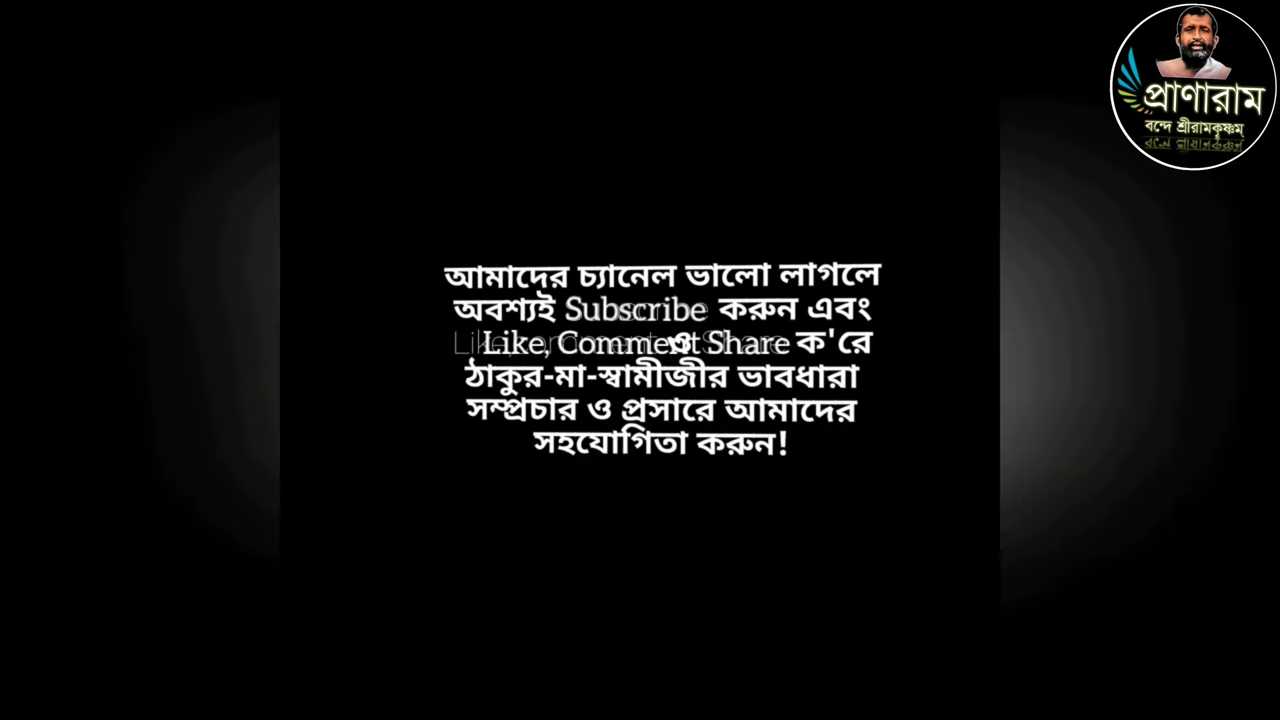 প্রাণারাম
বন্দে শ্রীরামকৃষ্ণম্
আমাদের চ্যানেল ভালো লাগলে
অবশ্যই Subscribe করুন এবং
Like, Comment ও Share ক'রে
ঠাকুর-মা-স্বামীজীর ভাবধারা
সম্প্রচার ও প্রসারে আমাদের
সহযোগিতা করুন!